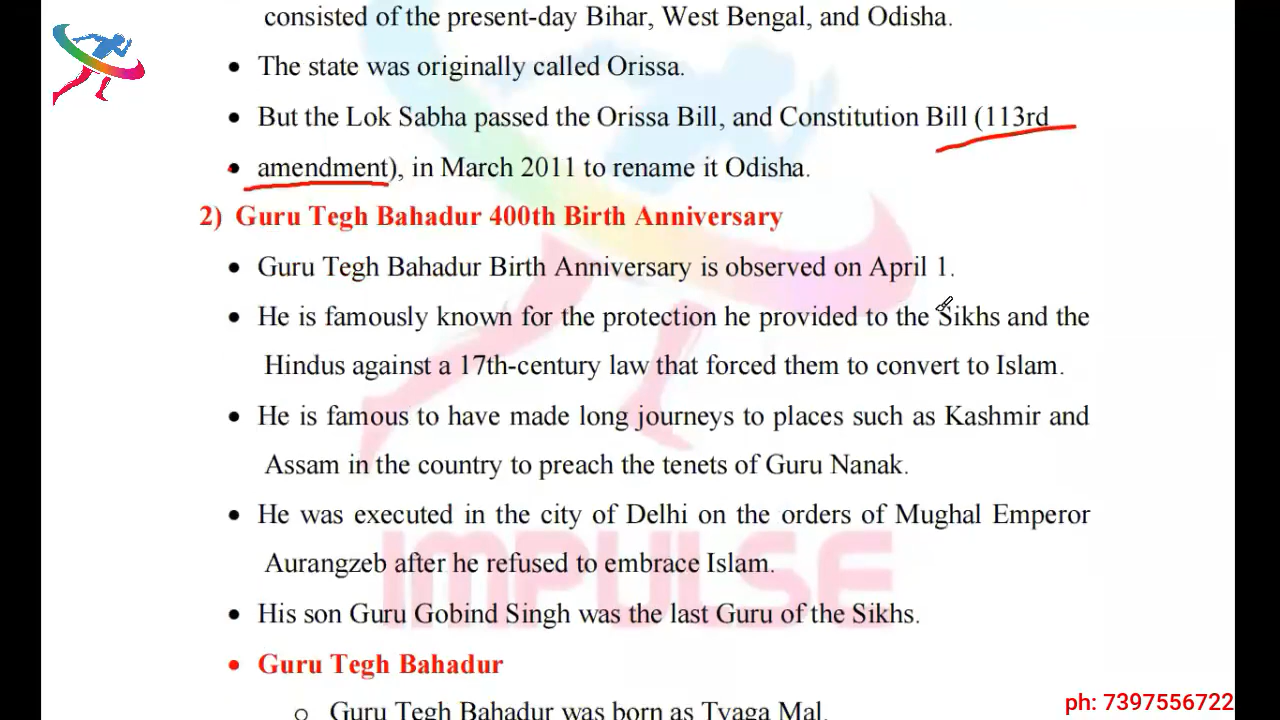 consisted of the present-day Bihar, West Bengal, and Odisha.
• The state was originally called Orissa.
• But the Lok Sabha passed the Orissa Bill, and Constitution Bill (113rd
• amendment), in March 2011 to rename it Odisha.
2) Guru Tegh Bahadur 400th Birth Anniversary
• Guru Tegh Bahadur Birth Anniversary is observed on April 1.
• He is famously known for the protection he provided to the Sikhs and the
Hindus against a 17th-century law that forced them to convert to Islam.
• He is famous to have made long journeys to places such as Kashmir and
Assam in the country to preach the tenets of Guru Nanak.
• He was executed in the city of Delhi on the orders of Mughal Emperor
Aurangzeb after he refused to embrace Islam.
IMPULSE
• His son Guru Gobind Singh was the last Guru of the Sikhs.
• Guru Tegh Bahadur
o Guru Tegh Bahadur was born as Tyaga Mal.
ph: 7397556722